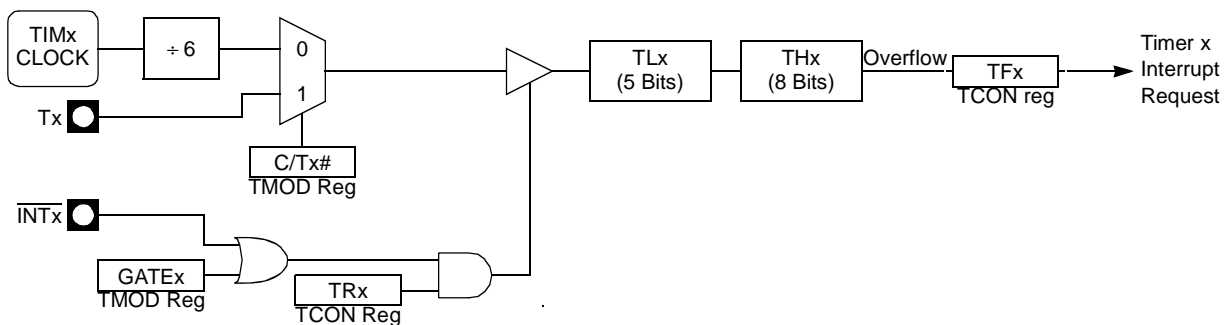 TIMx
CLOCK
÷ 6
0
1
Tx
C/Tx#
TMOD Reg
INTx
GATEx
TMOD Reg
TRx
TCON Reg
TLx
(5 Bits)
THx
(8 Bits)
Overflow
TFx
TCON reg
Timer x
Interrupt
Request